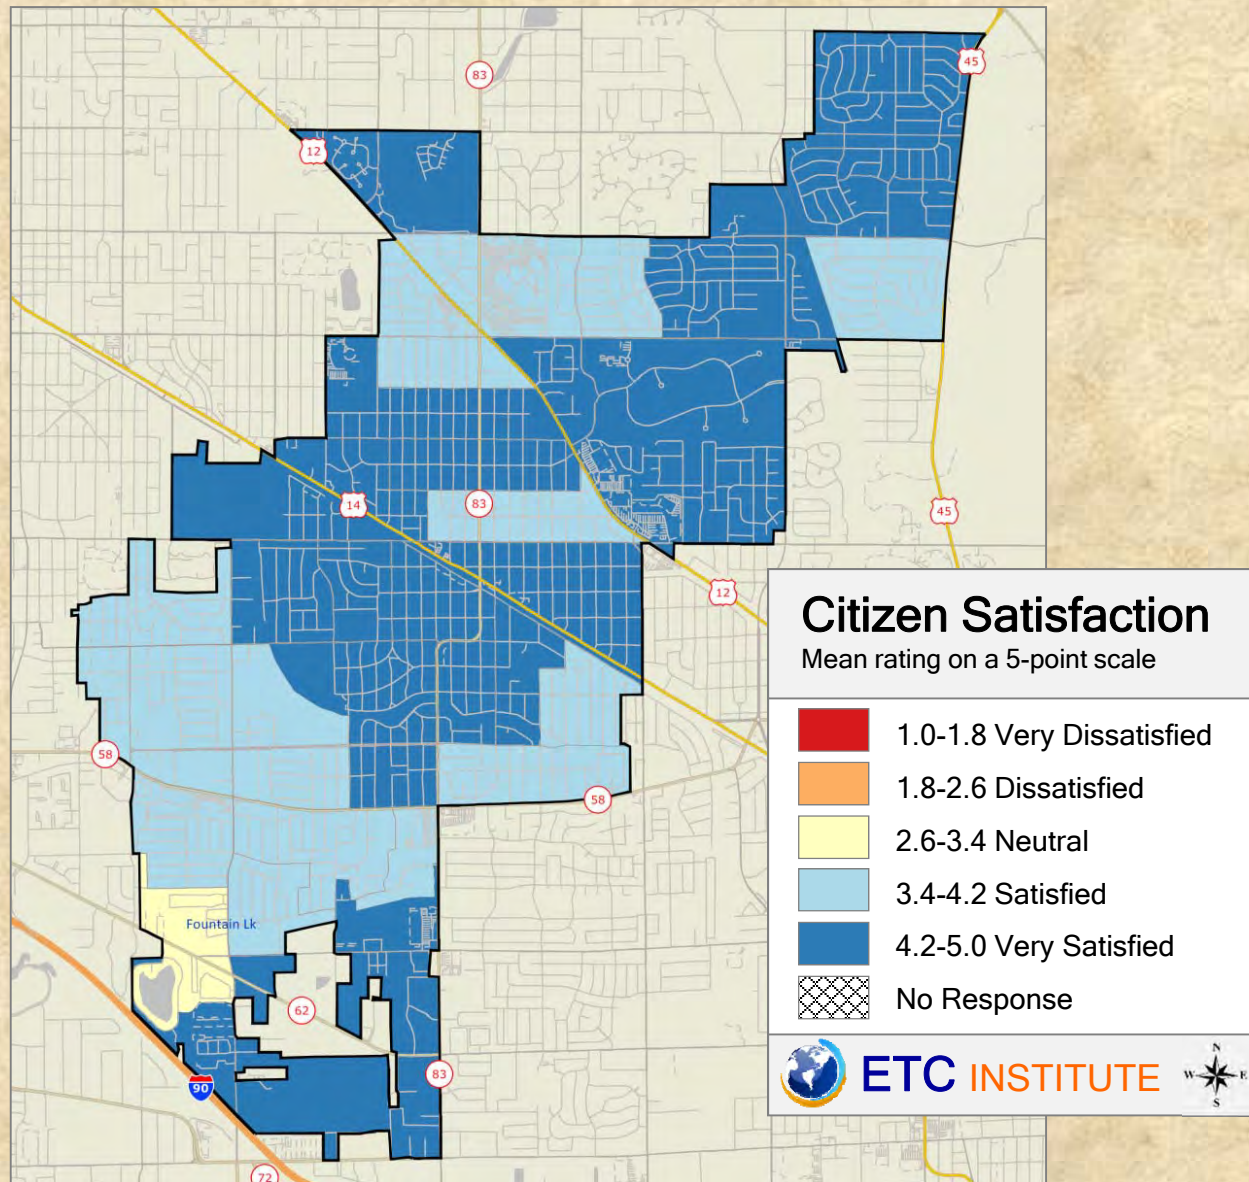 83
45
12
14
83
45
12
58
58
Fountain Lk
62
83
90
72
Citizen Satisfaction
Mean rating on a 5-point scale
1.0-1.8 Very Dissatisfied
1.8-2.6 Dissatisfied
2.6-3.4 Neutral
3.4-4.2 Satisfied
4.2-5.0 Very Satisfied
No Response
ETC INSTITUTE
N
W E
S